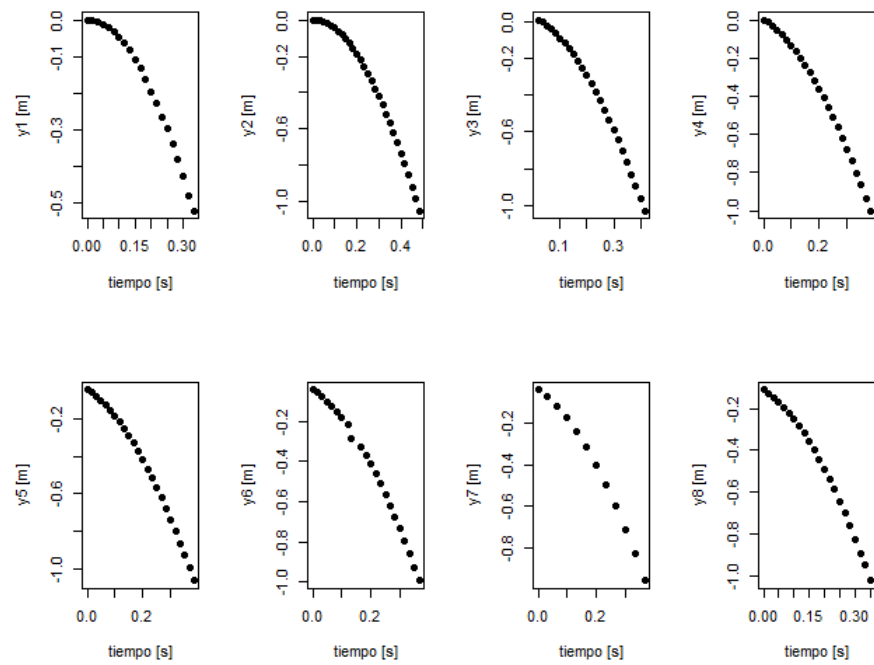 0.0 -0.1 -0.3 -0.5 y1 [m] 0.00 0.15 0.30 tiempo [s]
0.0 -0.2 -0.6 -1.0 y2 [m] 0.0 0.2 0.4 tiempo [s]
0.0 -0.2 -0.6 -1.0 y3 [m] 0.1 0.3 tiempo [s]
0.0 -0.2 -0.4 -0.6 -0.8 -1.0 y4 [m] 0.0 0.2 tiempo [s]
-0.2 -0.6 -1.0 y5 [m] 0.0 0.2 tiempo [s]
-0.2 -0.4 -0.6 -0.8 -1.0 y6 [m] 0.0 0.2 tiempo [s]
-0.2 -0.4 -0.6 -0.8 y7 [m] 0.0 0.2 tiempo [s]
-0.2 -0.4 -0.6 -0.8 -1.0 y8 [m] 0.00 0.15 0.30 tiempo [s]